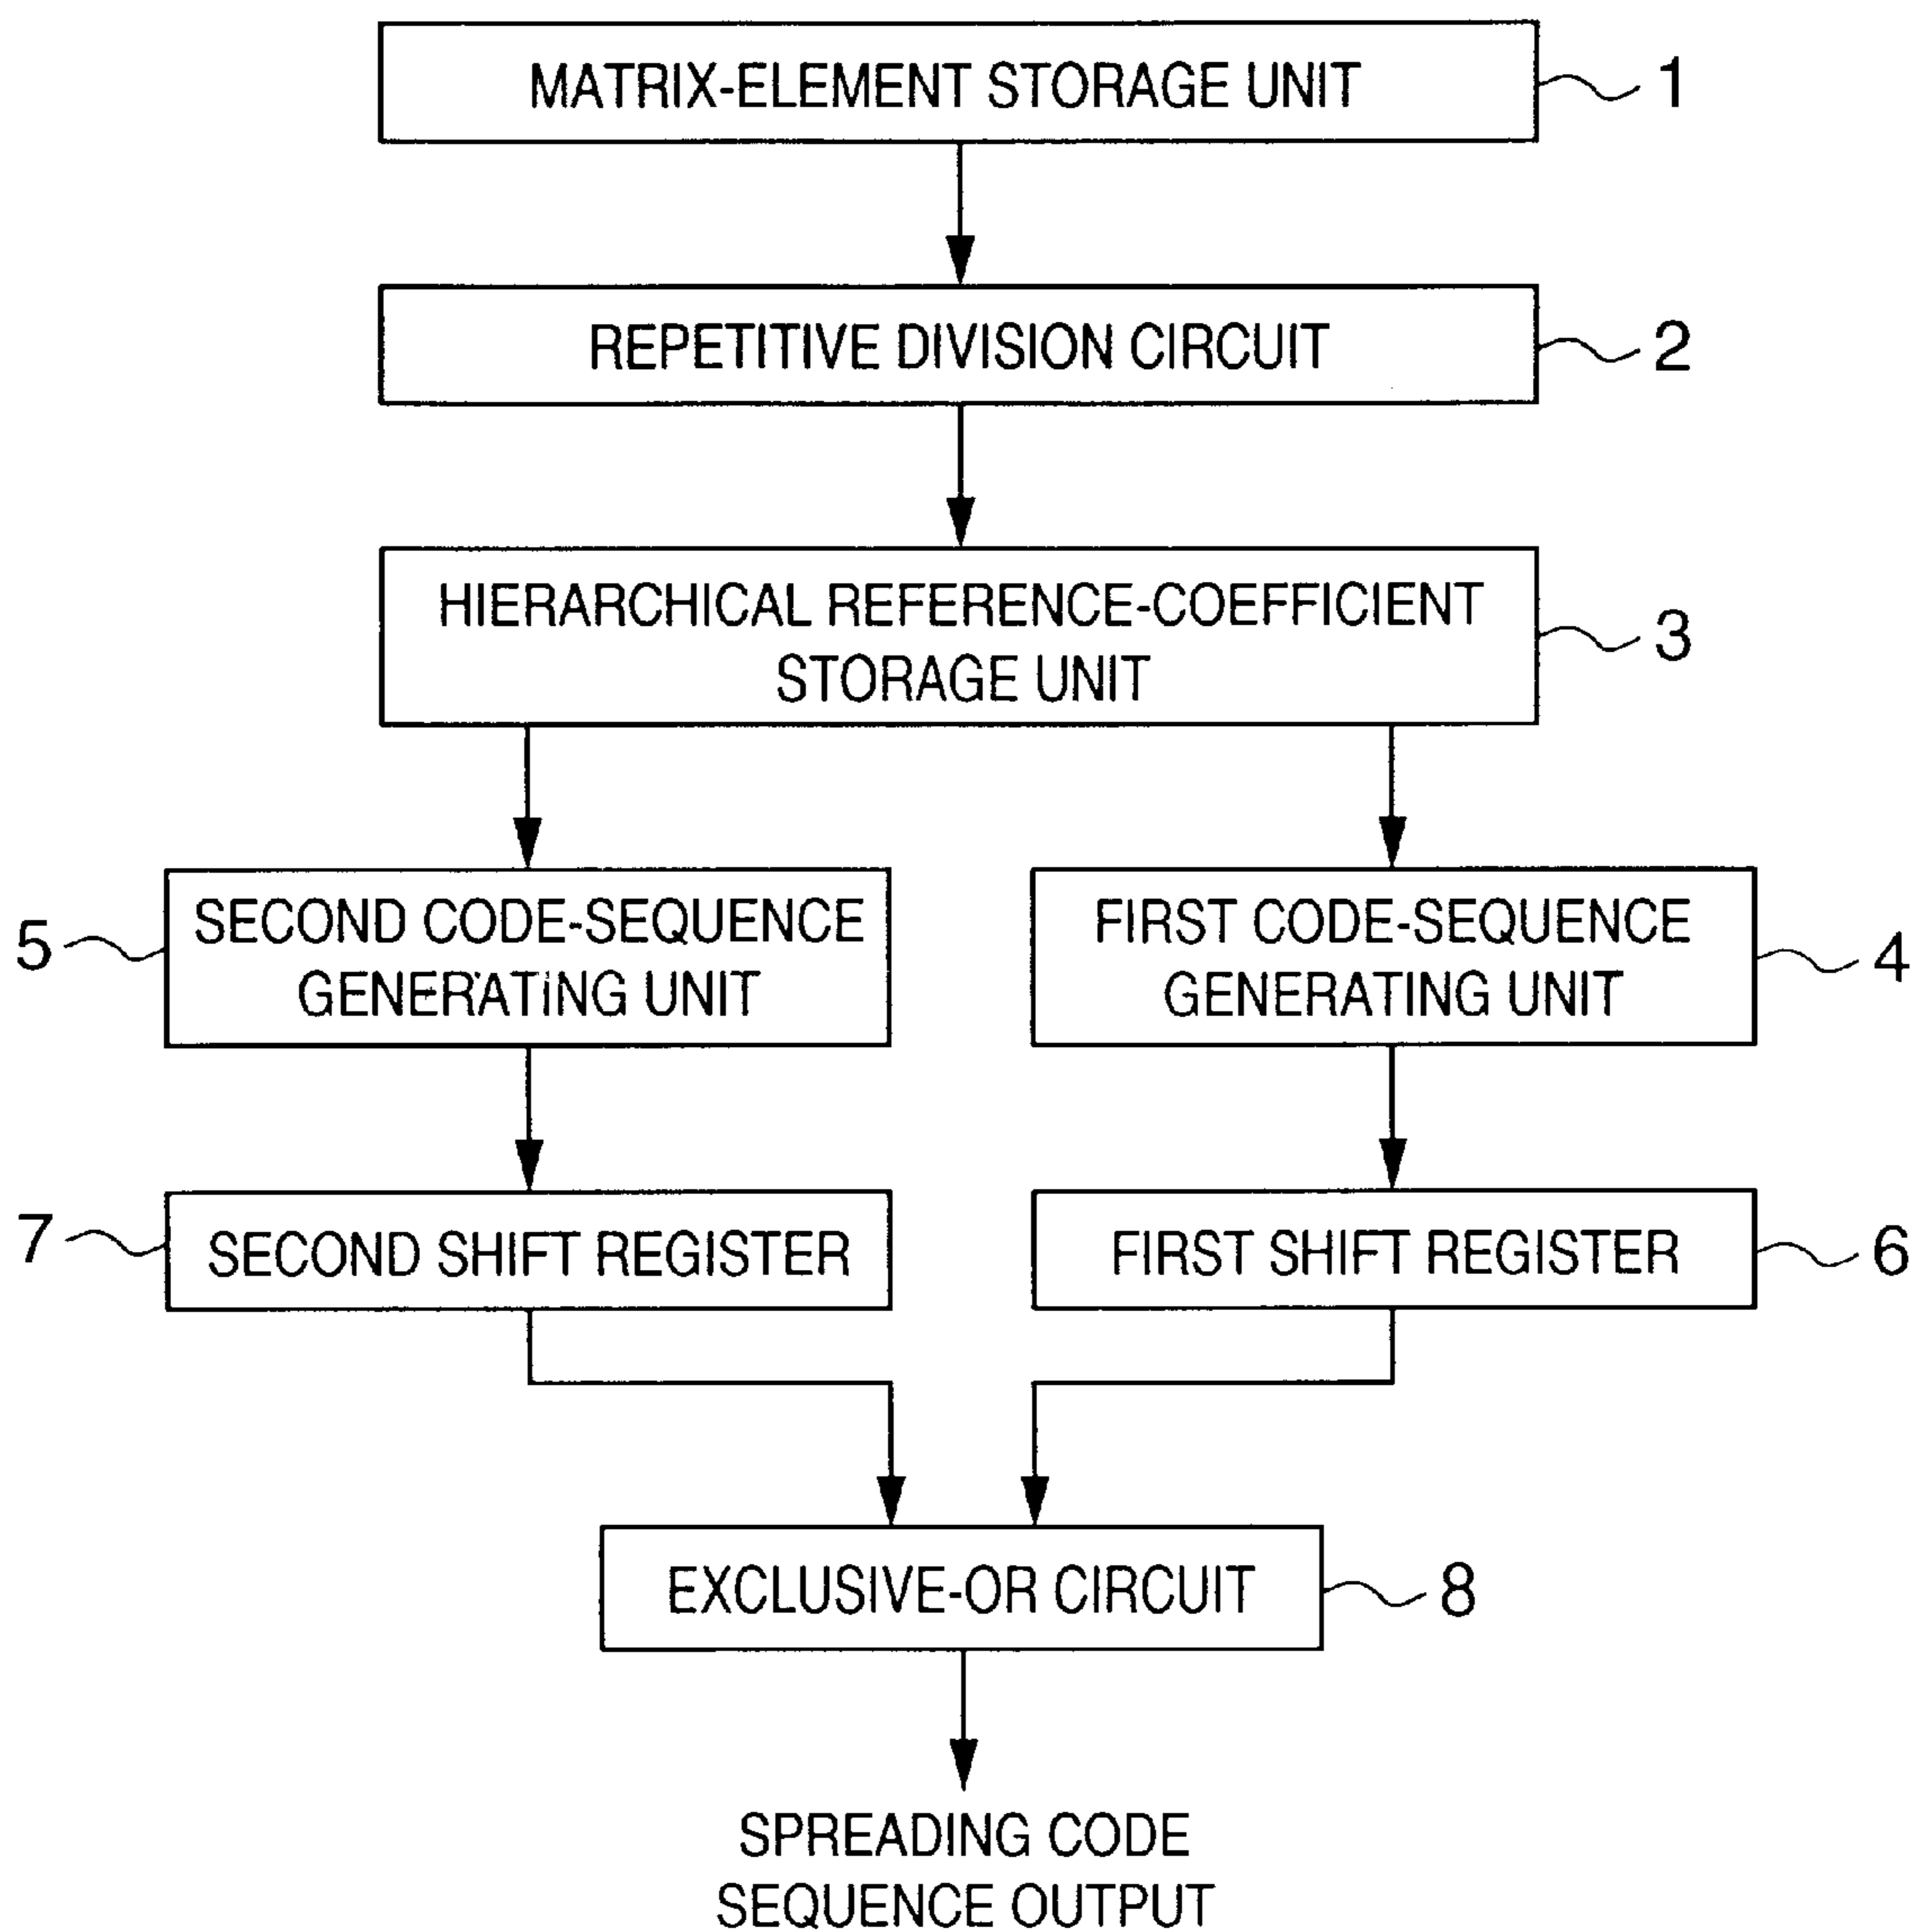 MATRIX-ELEMENT STORAGE UNIT
1
REPETITIVE DIVISION CIRCUIT
2
HIERARCHICAL REFERENCE-COEFFICIENT
STORAGE UNIT
3
5
SECOND CODE-SEQUENCE
GENERATING UNIT
FIRST CODE-SEQUENCE
GENERATING UNIT
4
7
SECOND SHIFT REGISTER
FIRST SHIFT REGISTER
6
EXCLUSIVE-OR CIRCUIT
8
SPREADING CODE
SEQUENCE OUTPUT